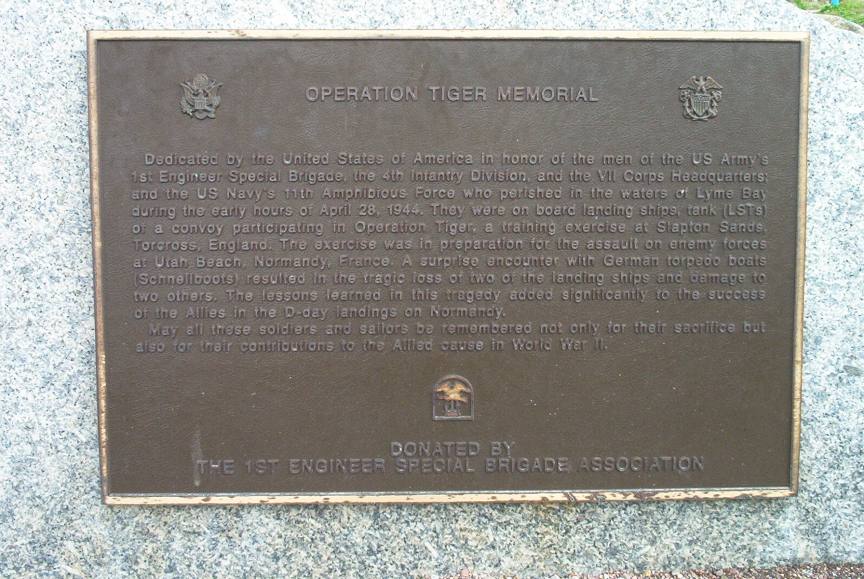 OPERATION TIGER MEMORIAL
Dedicated by the United States of America in honor of the men of the US Army's
1st Engineer Special Brigade, the 4th Infantry Division, and the VII Corps Headquarters;
and the US Navy's 11th Amphibious Force who perished in the waters of Lyme Bay
during the early hours of April 28, 1944. They were on board landing ships, tank (LSTs)
of a convoy participating in Operation Tiger, a training exercise at Slapton Sands,
Torcross, England. The exercise was in preparation for the assault on enemy forces
at Utah Beach, Normandy, France. A surprise encounter with German torpedo boats
(Schnellboots) resulted in the tragic loss of two of the landing ships and damage to
two others. The lessons learned in this tragedy added significantly to the success
of the Allies in the D-day landings on Normandy.
May all these soldiers and sailors be remembered not only for their sacrifice but
also for their contributions to the Allied cause in World War II.
DONATED BY
THE 1ST ENGINEER SPECIAL BRIGADE ASSOCIATION